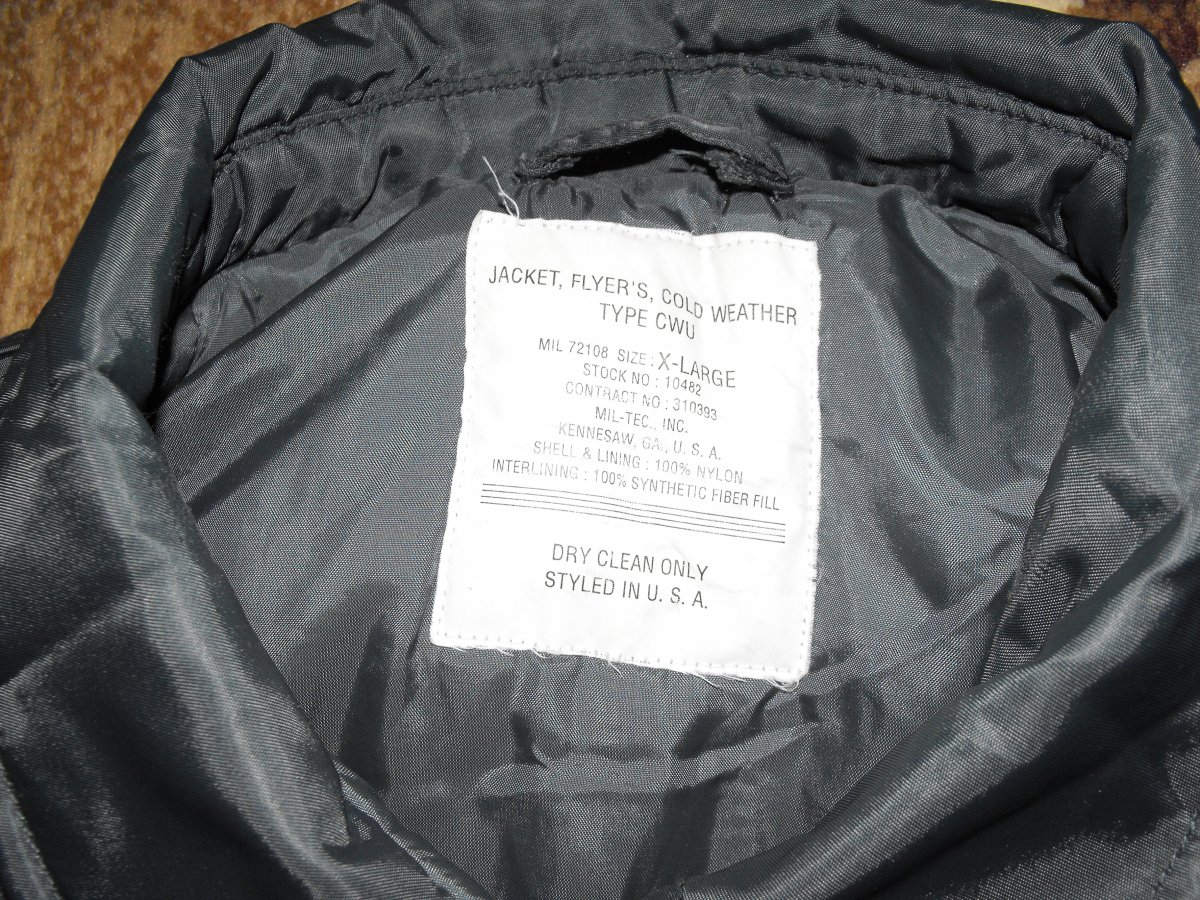 JACKET, FLYER'S, COLD WEATHER
TYPE CWU
MIL 72108 SIZE : X-LARGE
STOCK NO : 10482
CONTRACT NO : 310393
MIL-TEC., INC.
KENNESAW, GA., U. S. A.
SHELL & LINING : 100% NYLON
INTERLINING : 100% SYNTHETIC FIBER FILL
DRY CLEAN ONLY
STYLED IN U. S. A.